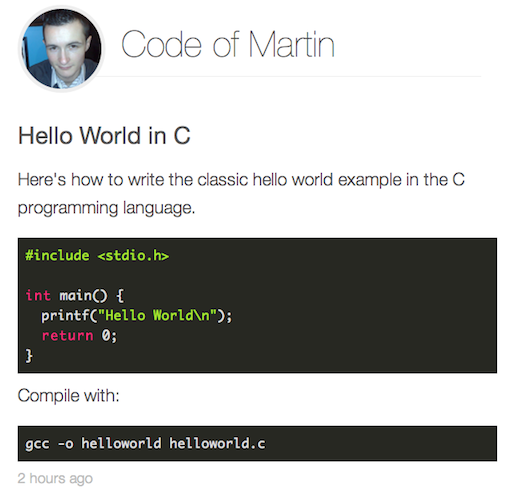 Code of Martin
Hello World in C
Here's how to write the classic hello world example in the C
programming language.
#include <stdio.h>
int main() {
  printf("Hello World\n");
  return 0;
}
Compile with:
gcc -o helloworld helloworld.c
2 hours ago